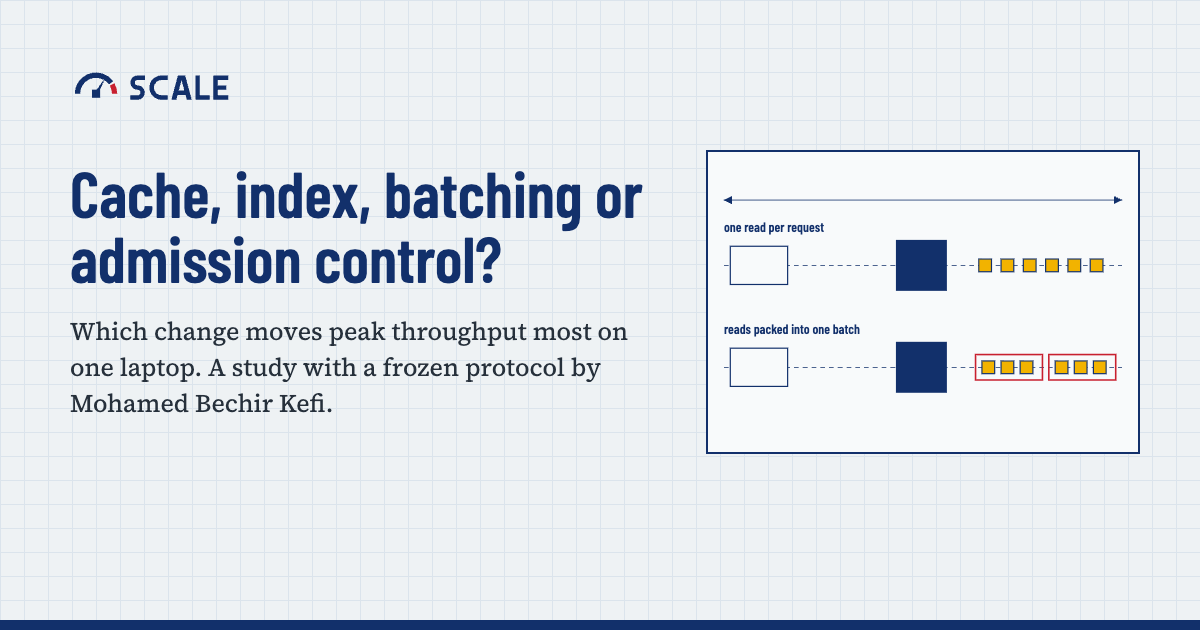 SCALE
Cache, index, batching or
admission control?
Which change moves peak throughput most on
one laptop. A study with a frozen protocol by
Mohamed Bechir Kefi.
one read per request
reads packed into one batch